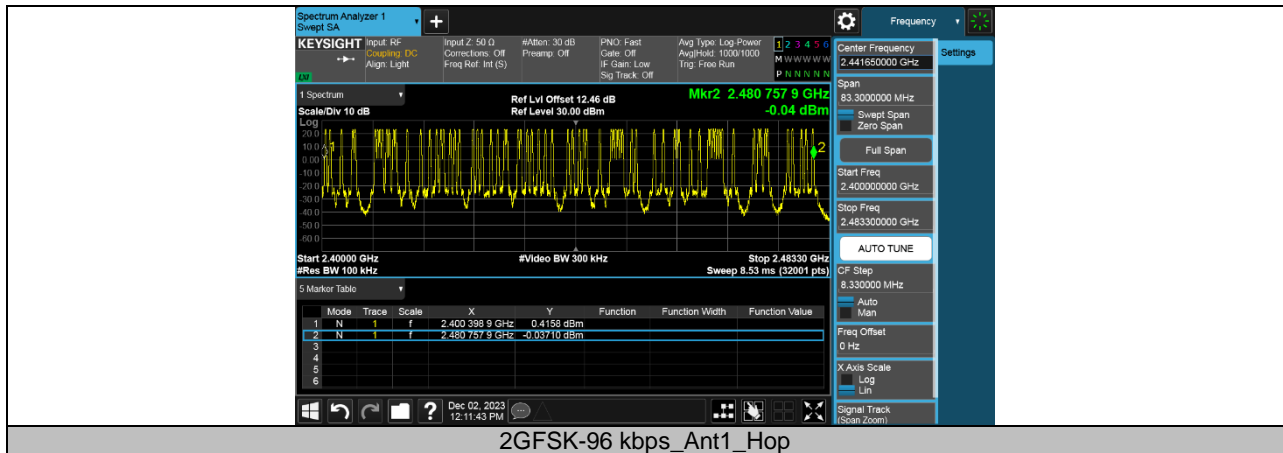 Spectrum Analyzer 1
Swept SA
+
Frequency
KEYSIGHT Input: RF Input Z: 50 Ω #Atten: 30 dB PNO: Fast Avg Type: Log-Power 1 2 3 4 5 6
Coupling: DC Corrections: Off Preamp: Off Gate: Off Avg|Hold: 1000/1000 M W W W W W
Align: Light Freq Ref: Int (S) IF Gain: Low Trig: Free Run
Sig Track: Off P N N N N N
LXI
Center Frequency
2.441650000 GHz
Settings
1 Spectrum
Scale/Div 10 dB
Ref Lvl Offset 12.46 dB
Ref Level 30.00 dBm
Mkr2 2.480 757 9 GHz
-0.04 dBm
Log
20.0
10.0
0.00
-10.0
-20.0
-30.0
-40.0
-50.0
-60.0
1
2
Start 2.40000 GHz #Video BW 300 kHz Stop 2.48330 GHz
#Res BW 100 kHz Sweep 8.53 ms (32001 pts)
Span
83.3000000 MHz
Swept Span
Zero Span
Full Span
Start Freq
2.400000000 GHz
Stop Freq
2.483300000 GHz
AUTO TUNE
CF Step
8.330000 MHz
Auto
Man
Freq Offset
0 Hz
X Axis Scale
Log
Lin
Signal Track
(Span Zoom)
5 Marker Table
Mode Trace Scale X Y Function Function Width Function Value
1 N 1 f 2.400 398 9 GHz 0.4158 dBm
2 N 1 f 2.480 757 9 GHz -0.03710 dBm
3
4
5
6
? Dec 02, 2023
12:11:43 PM
2GFSK-96 kbps_Ant1_Hop